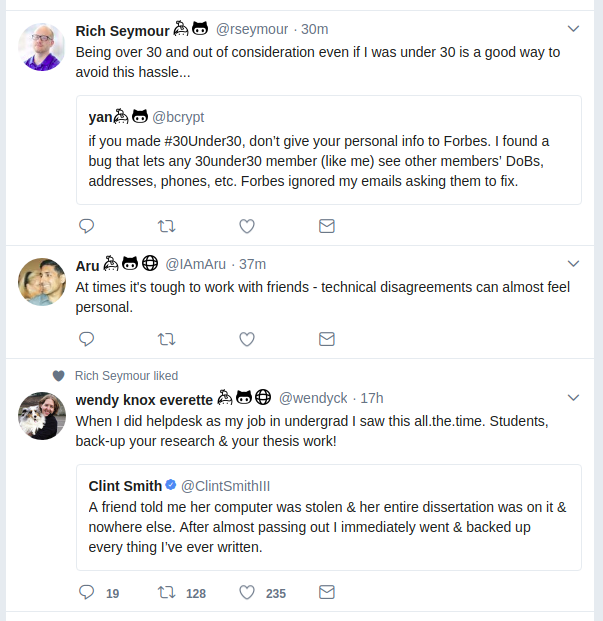 Rich Seymour @rseymour · 30m
Being over 30 and out of consideration even if I was under 30 is a good way to
avoid this hassle...
yan @bcrypt
if you made #30Under30, don’t give your personal info to Forbes. I found a
bug that lets any 30under30 member (like me) see other members’ DoBs,
addresses, phones, etc. Forbes ignored my emails asking them to fix.
Aru @IAmAru · 37m
At times it's tough to work with friends - technical disagreements can almost feel
personal.
Rich Seymour liked
wendy knox everette @wendyck · 17h
When I did helpdesk as my job in undergrad I saw this all.the.time. Students,
back-up your research & your thesis work!
Clint Smith @ClintSmithIII
A friend told me her computer was stolen & her entire dissertation was on it &
nowhere else. After almost passing out I immediately went & backed up
every thing I’ve ever written.
19 128 235